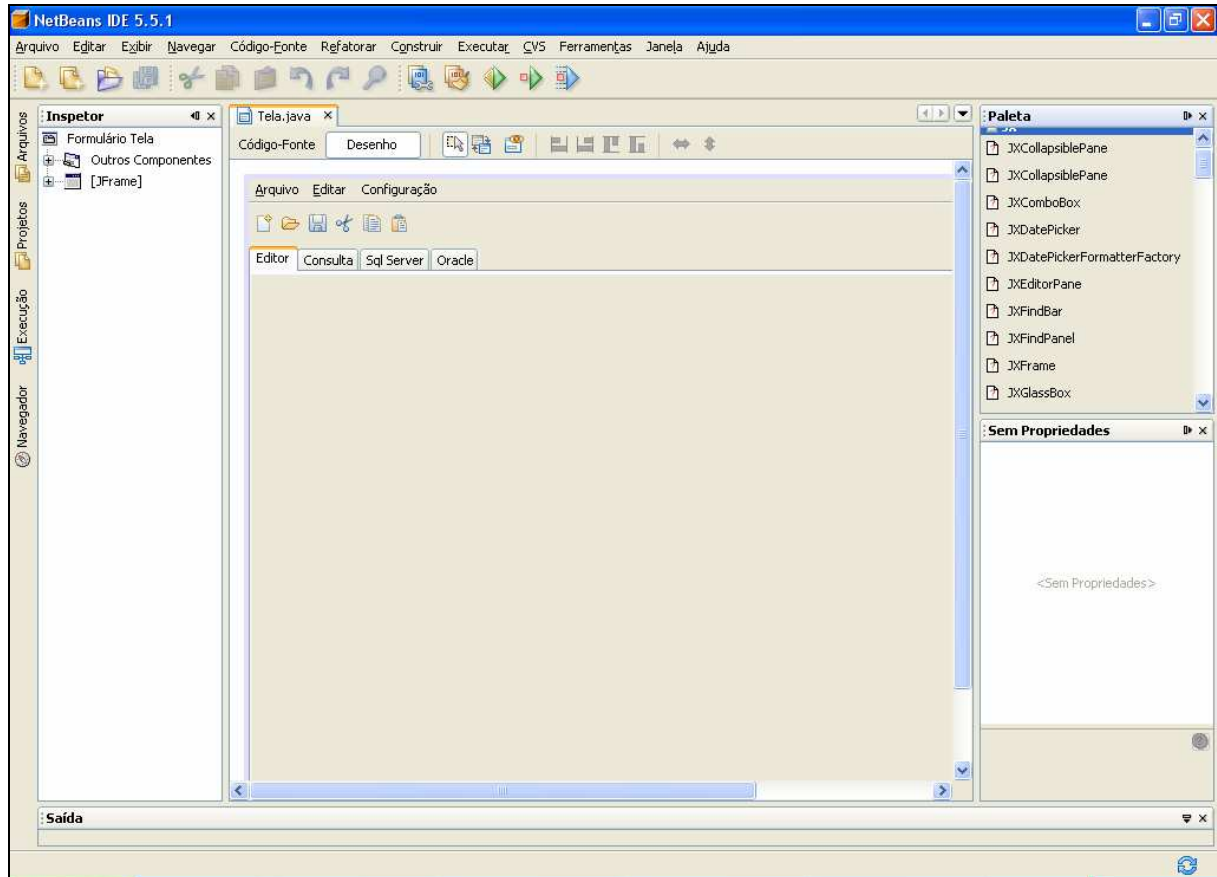 NetBeans IDE 5.5.1
Arquivo Editar Exibir Navegar Código-Fonte Refatorar Construir Executar CVS Ferramentas Janela Ajuda
Arquivos
Projetos
Execução
Navegador
Inspetor
Formulário Tela
Outros Componentes
[JFrame]
Tela.java
Código-Fonte Desenho
Arquivo Editar Configuração
Editor Consulta Sql Server Oracle
Paleta
JXCollapsiblePane
JXCollapsiblePane
JXComboBox
JXDatePicker
JXDatePickerFormatterFactory
JXEditorPane
JXFindBar
JXFindPanel
JXFrame
JXGlassBox
Sem Propriedades
<Sem Propriedades>
Saída